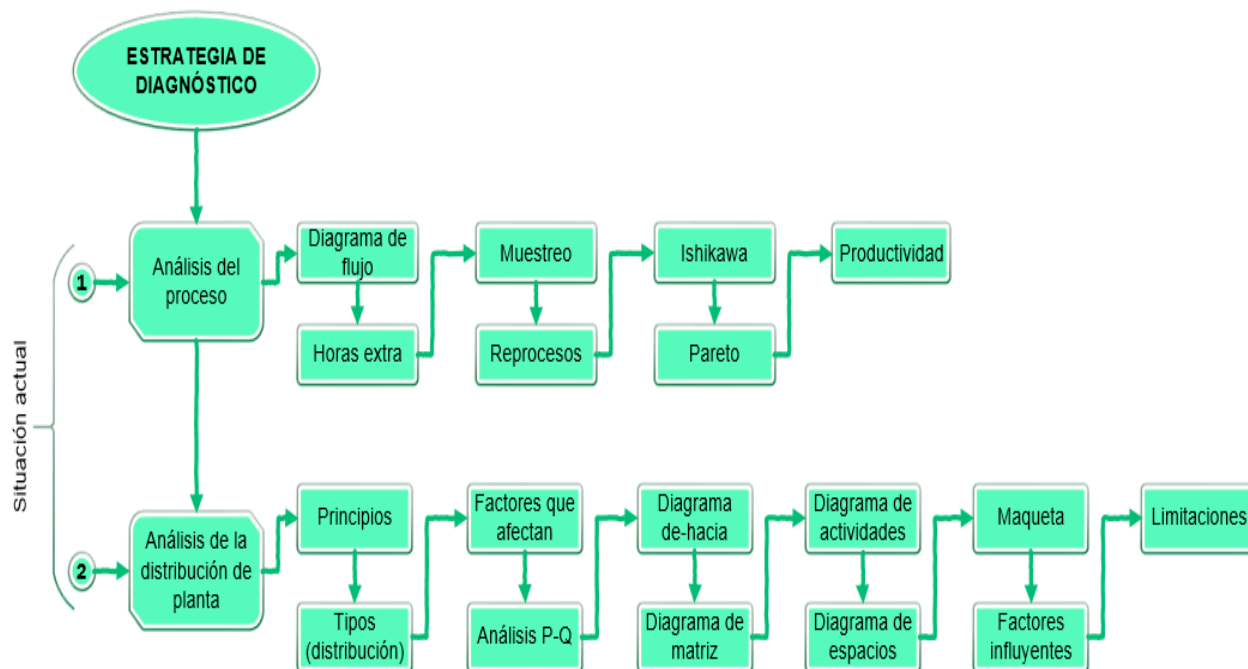 ESTRATEGIA DE
DIAGNÓSTICO
Situación actual
1
Análisis del
proceso
Diagrama de
flujo
Horas extra
Muestreo
Reprocesos
Ishikawa
Pareto
Productividad
2
Análisis de la
distribución de
planta
Principios
Tipos
(distribución)
Factores que
afectan
Análisis P-Q
Diagrama
de-hacia
Diagrama de
matriz
Diagrama de
actividades
Diagrama de
espacios
Maqueta
Factores
influyentes
Limitaciones